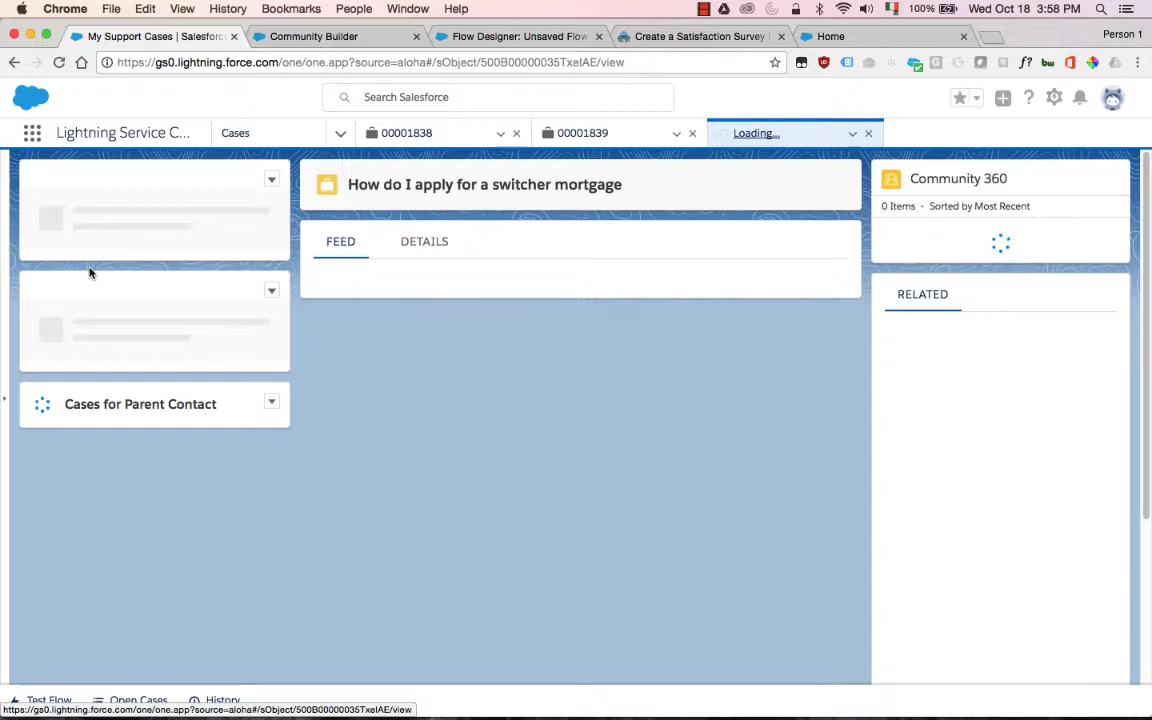 Chrome File Edit View History Bookmarks People Window Help 100% Wed Oct 18 3:58 PM
My Support Cases | Salesforc Community Builder Flow Designer: Unsaved Flow Create a Satisfaction Survey Home Person 1
https://gs0.lightning.force.com/one/one.app?source=aloha#/sObject/500B00000035TxeIAE/view
Search Salesforce
Lightning Service C... Cases 00001838 00001839 Loading...
How do I apply for a switcher mortgage
Community 360
0 Items • Sorted by Most Recent
FEED DETAILS
RELATED
Cases for Parent Contact
Test Flow Open Cases History
https://gs0.lightning.force.com/one/one.app?source=aloha#/sObject/500B00000035TxeIAE/view